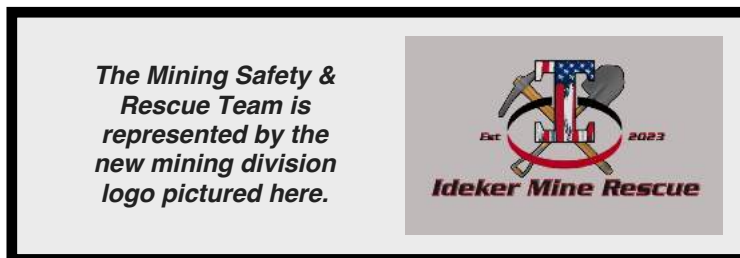 The Mining Safety &
Rescue Team is
represented by the
new mining division
logo pictured here.
I
Est 2023
Ideker Mine Rescue